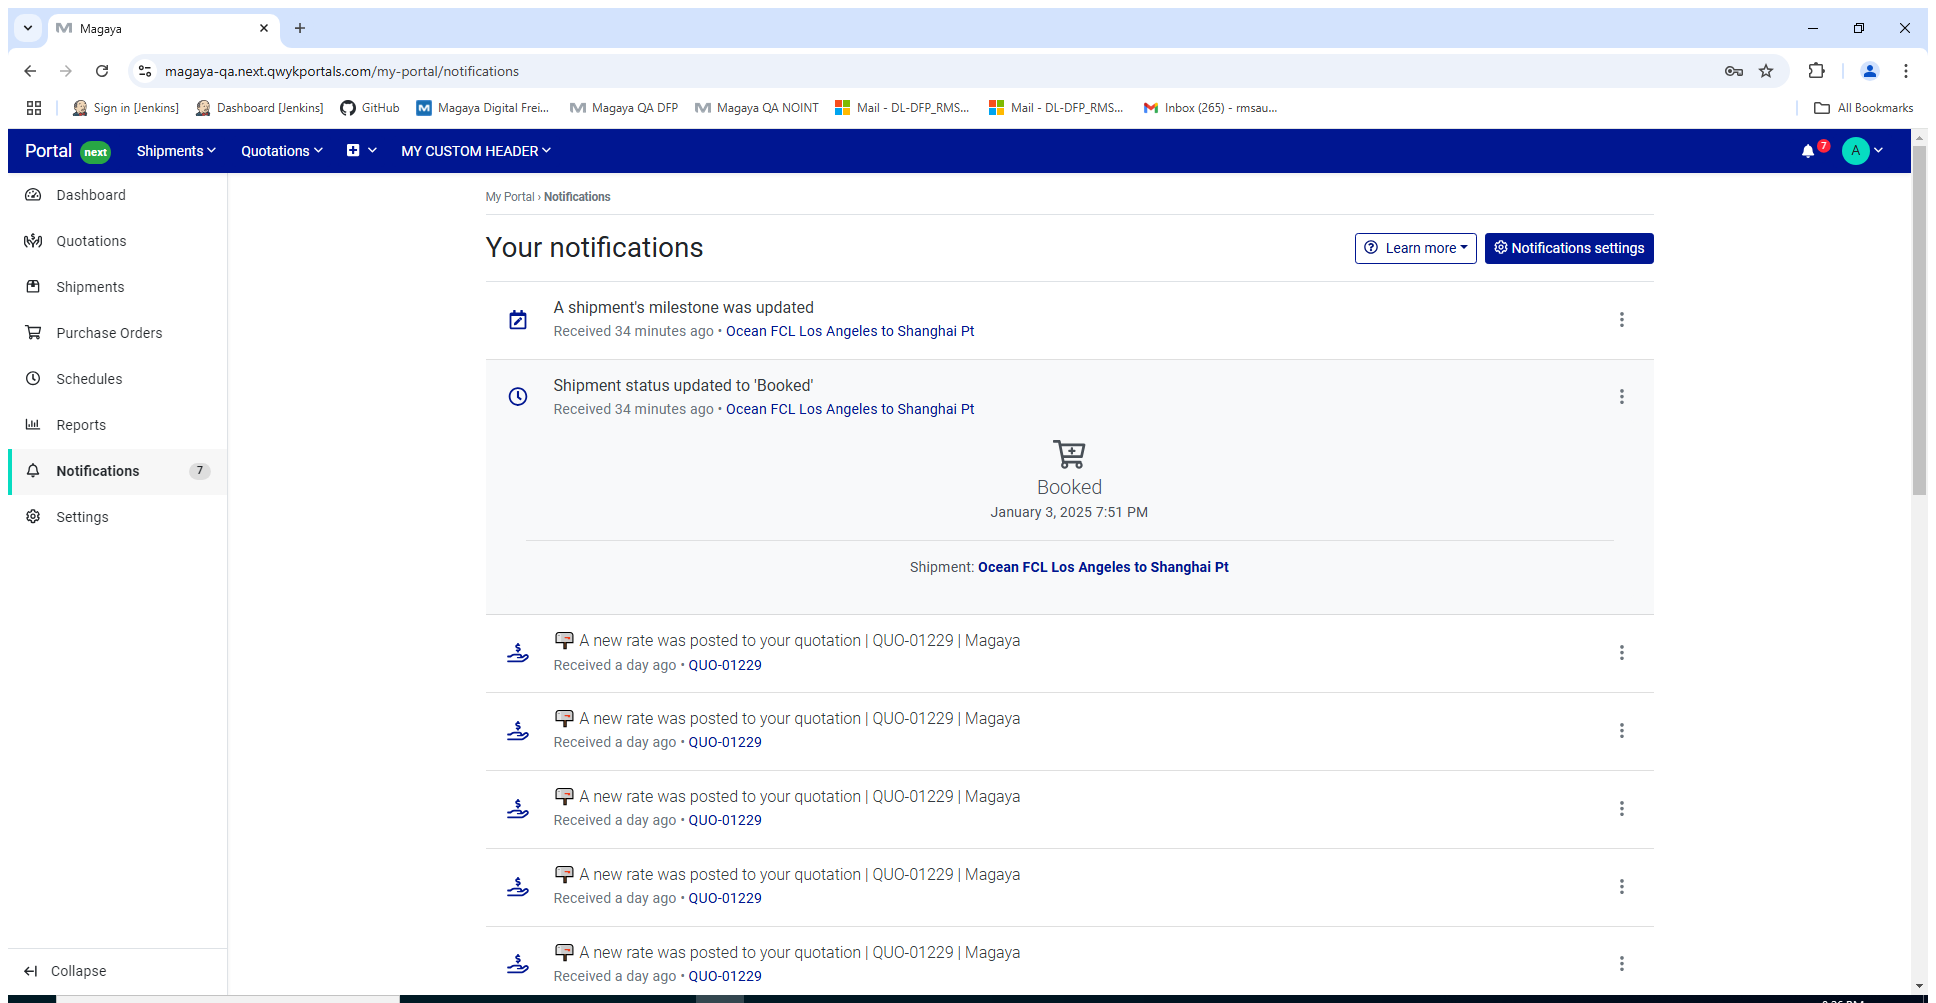 Magaya
magaya-qa.next.qwykportals.com/my-portal/notifications
Sign in [Jenkins] Dashboard [Jenkins] GitHub Magaya Digital Frei... Magaya QA DFP Magaya QA NOINT Mail - DL-DFP_RMS... Mail - DL-DFP_RMS... Inbox (265) - rmsau... All Bookmarks
Portal next Shipments Quotations MY CUSTOM HEADER 7 A
Dashboard
Quotations
Shipments
Purchase Orders
Schedules
Reports
Notifications 7
Settings
Collapse
My Portal › Notifications
Your notifications Learn more Notifications settings
A shipment's milestone was updated
Received 34 minutes ago • Ocean FCL Los Angeles to Shanghai Pt
Shipment status updated to 'Booked'
Received 34 minutes ago • Ocean FCL Los Angeles to Shanghai Pt
Booked
January 3, 2025 7:51 PM
Shipment: Ocean FCL Los Angeles to Shanghai Pt
A new rate was posted to your quotation | QUO-01229 | Magaya
Received a day ago • QUO-01229
A new rate was posted to your quotation | QUO-01229 | Magaya
Received a day ago • QUO-01229
A new rate was posted to your quotation | QUO-01229 | Magaya
Received a day ago • QUO-01229
A new rate was posted to your quotation | QUO-01229 | Magaya
Received a day ago • QUO-01229
A new rate was posted to your quotation | QUO-01229 | Magaya
Received a day ago • QUO-01229